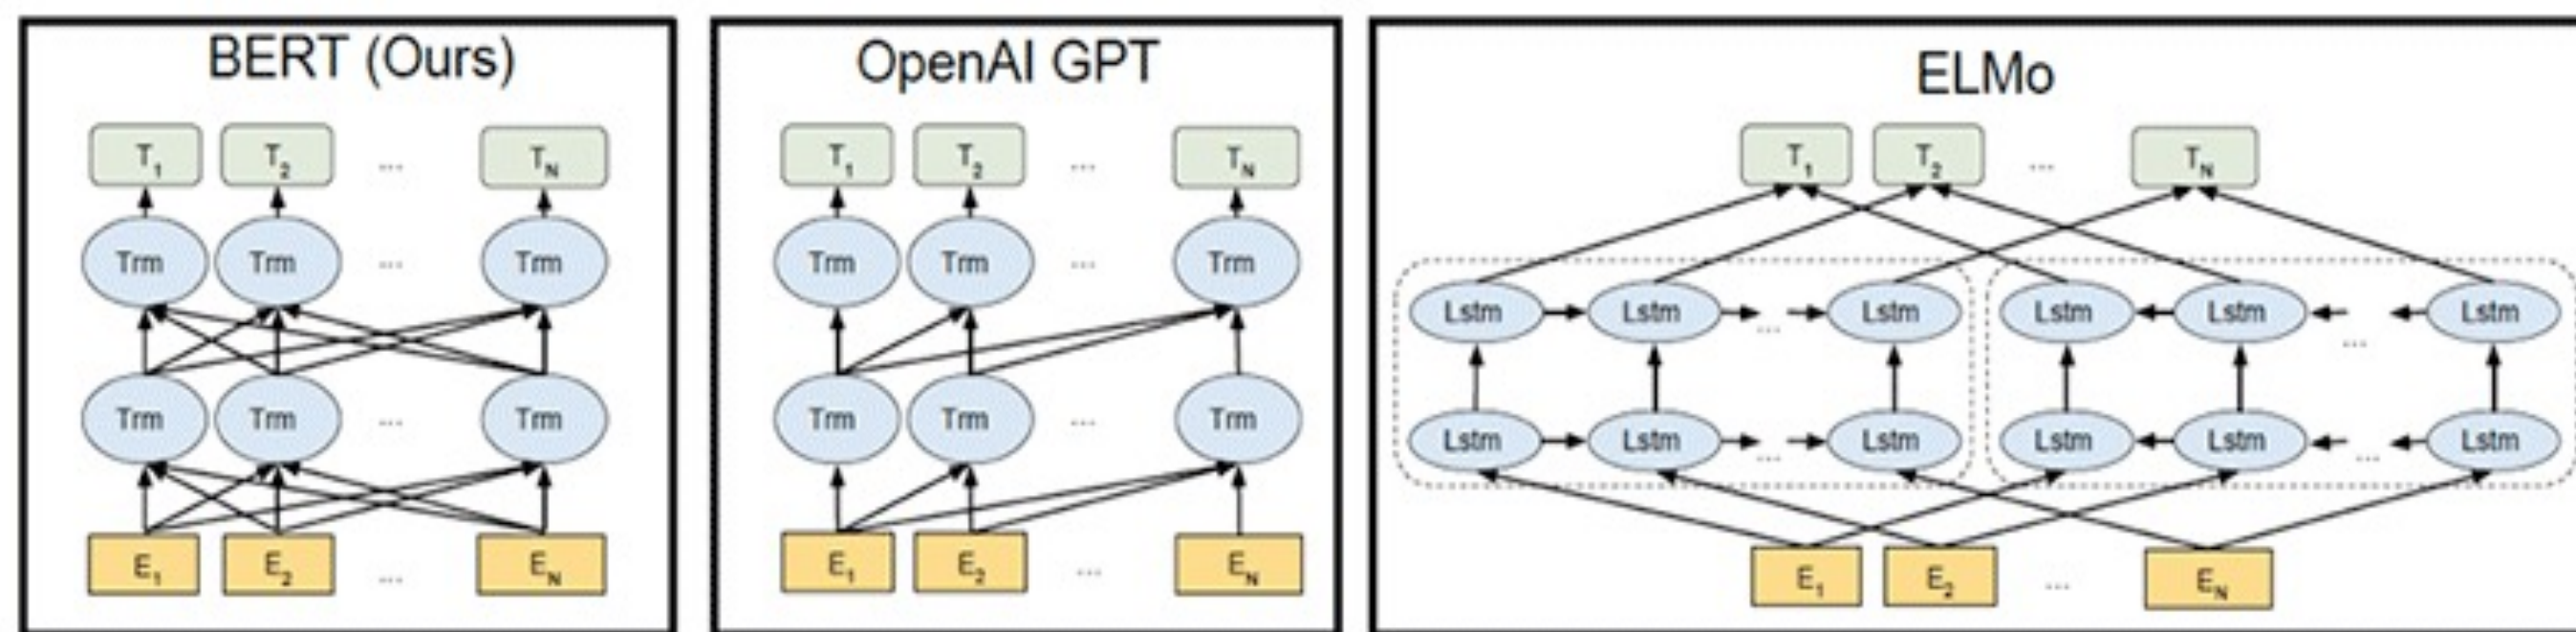 BERT (Ours)
T1 T2 ... TN
Trm Trm ... Trm
Trm Trm ... Trm
E1 E2 ... EN
OpenAI GPT
T1 T2 ... TN
Trm Trm ... Trm
Trm Trm ... Trm
E1 E2 ... EN
ELMo
T1 T2 ... TN
Lstm Lstm ... Lstm Lstm Lstm ... Lstm
Lstm Lstm ... Lstm Lstm Lstm ... Lstm
E1 E2 ... EN